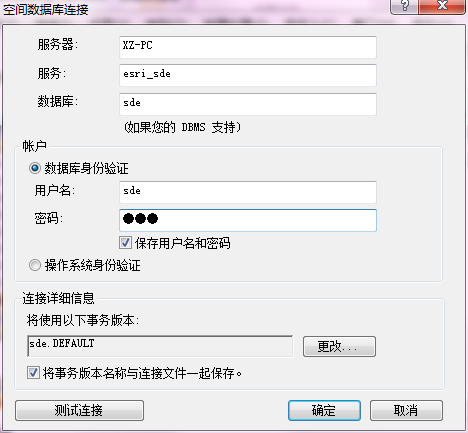 空间数据库连接
服务器: XZ-PC
服务: esri_sde
数据库: sde
(如果您的 DBMS 支持)
帐户
数据库身份验证
用户名: sde
密码: ●●●
保存用户名和密码
操作系统身份验证
连接详细信息
将使用以下事务版本:
sde.DEFAULT 更改...
将事务版本名称与连接文件一起保存。
测试连接 确定 取消